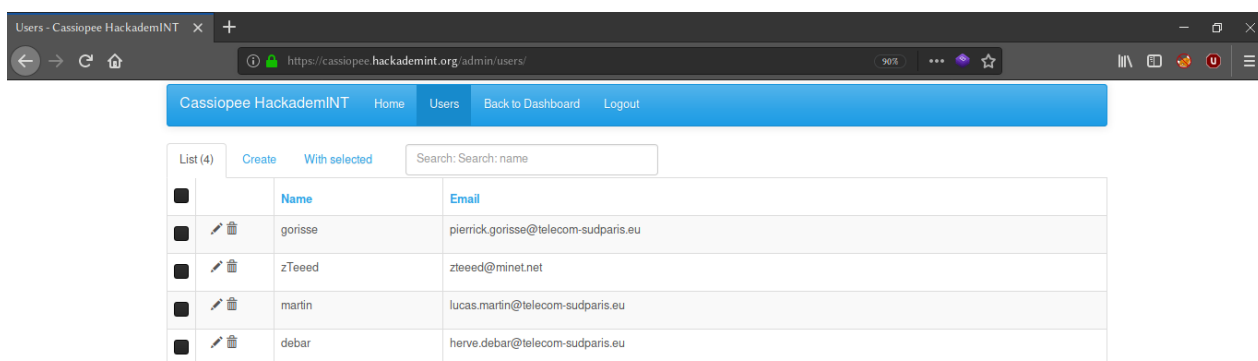 Users - Cassiopee HackademINT
https://cassiopee.hackademint.org/admin/users/ 90%
Cassiopee HackademINT Home Users Back to Dashboard Logout
List (4) Create With selected Search: Search: name
Name Email
gorisse pierrick.gorisse@telecom-sudparis.eu
zTeeed zteeed@minet.net
martin lucas.martin@telecom-sudparis.eu
debar herve.debar@telecom-sudparis.eu